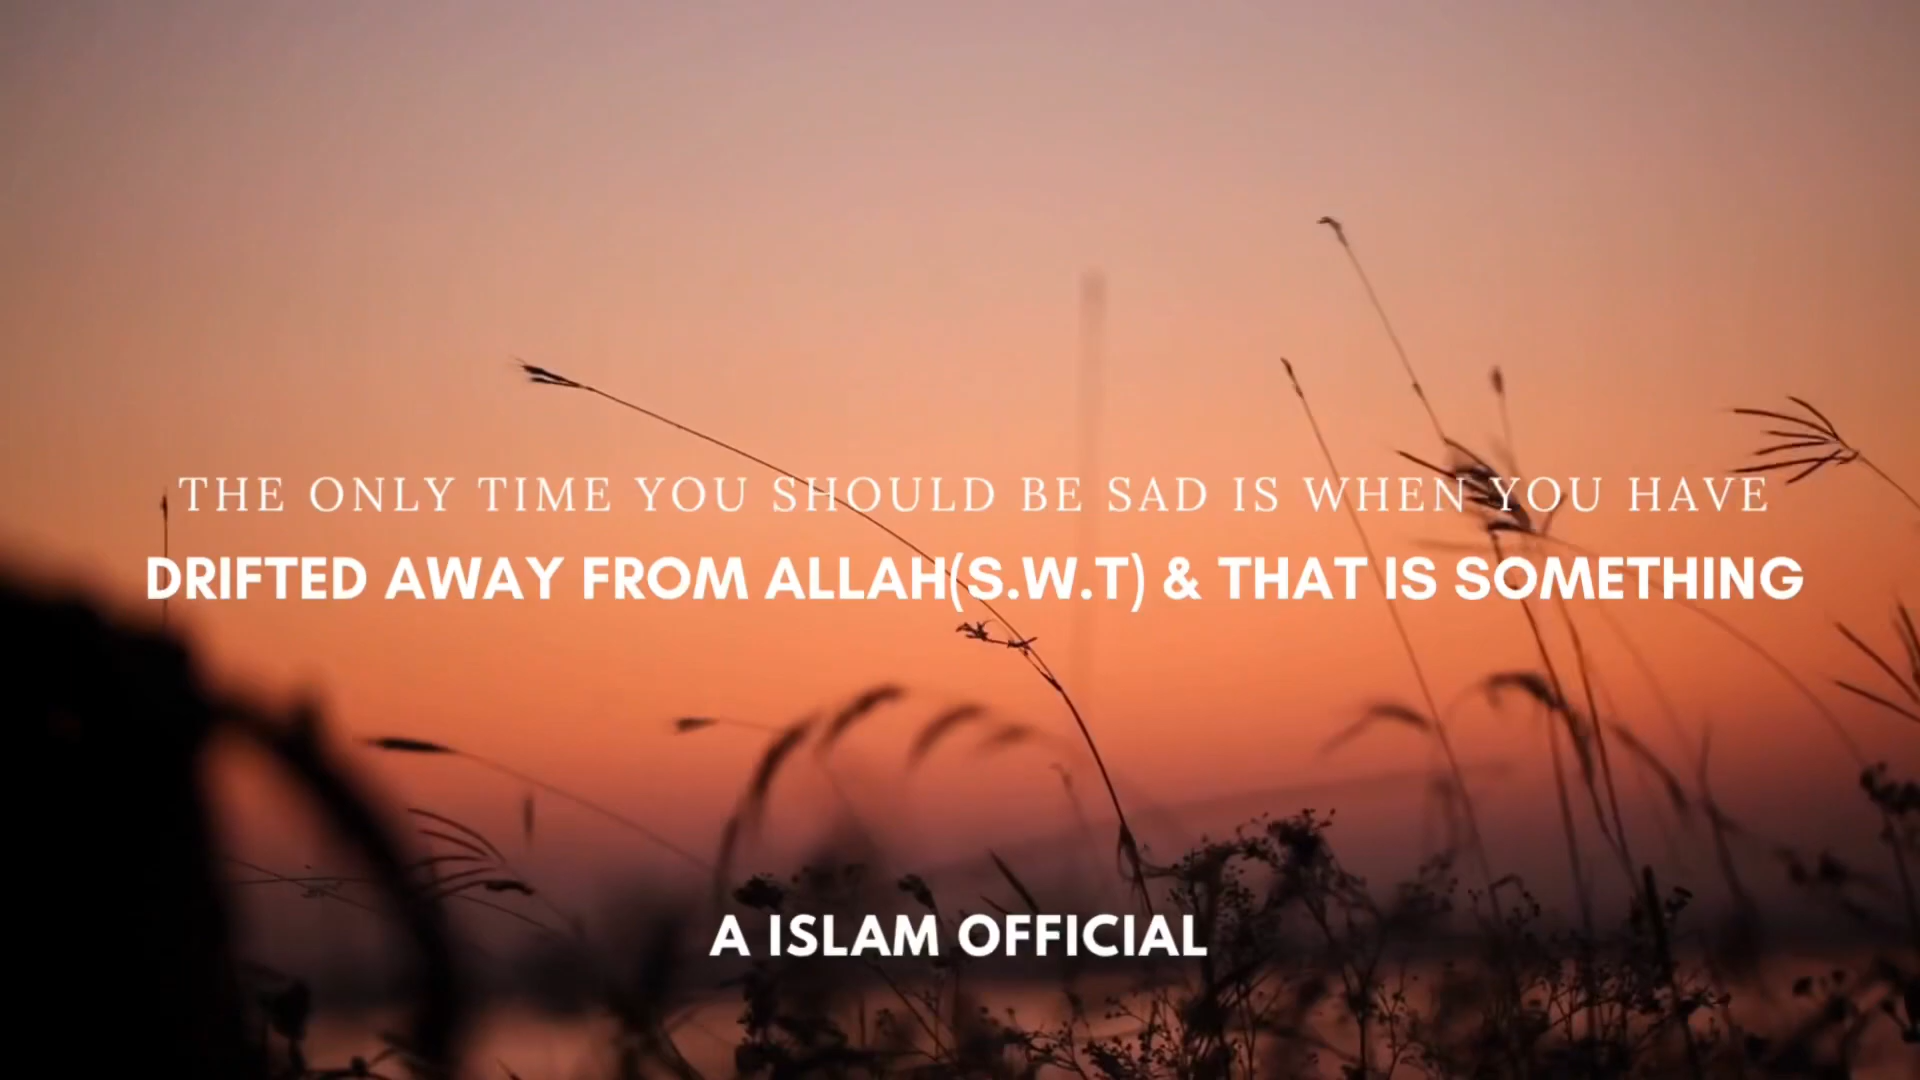 THE ONLY TIME YOU SHOULD BE SAD IS WHEN YOU HAVE
DRIFTED AWAY FROM ALLAH(S.W.T) & THAT IS SOMETHING
A ISLAM OFFICIAL